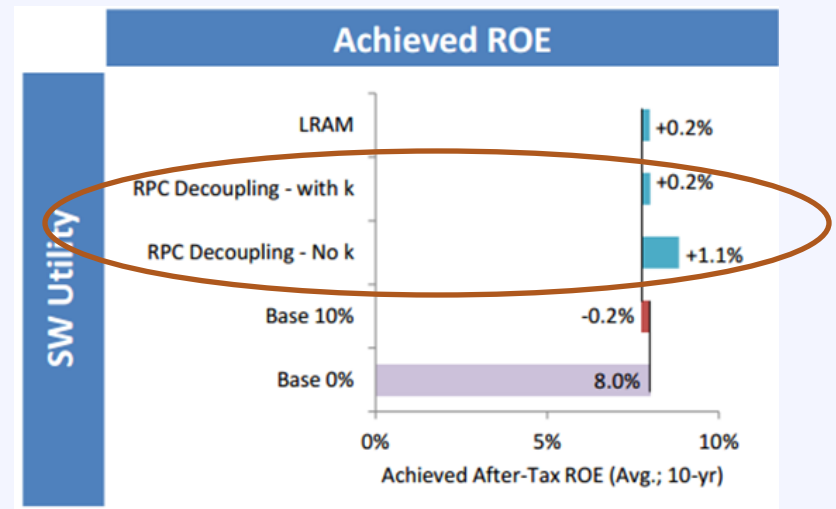 Achieved ROE
SW Utility
LRAM
+0.2%
RPC Decoupling - with k
+0.2%
RPC Decoupling - No k
+1.1%
Base 10%
-0.2%
Base 0%
8.0%
0%
5%
10%
Achieved After-Tax ROE (Avg.; 10-yr)